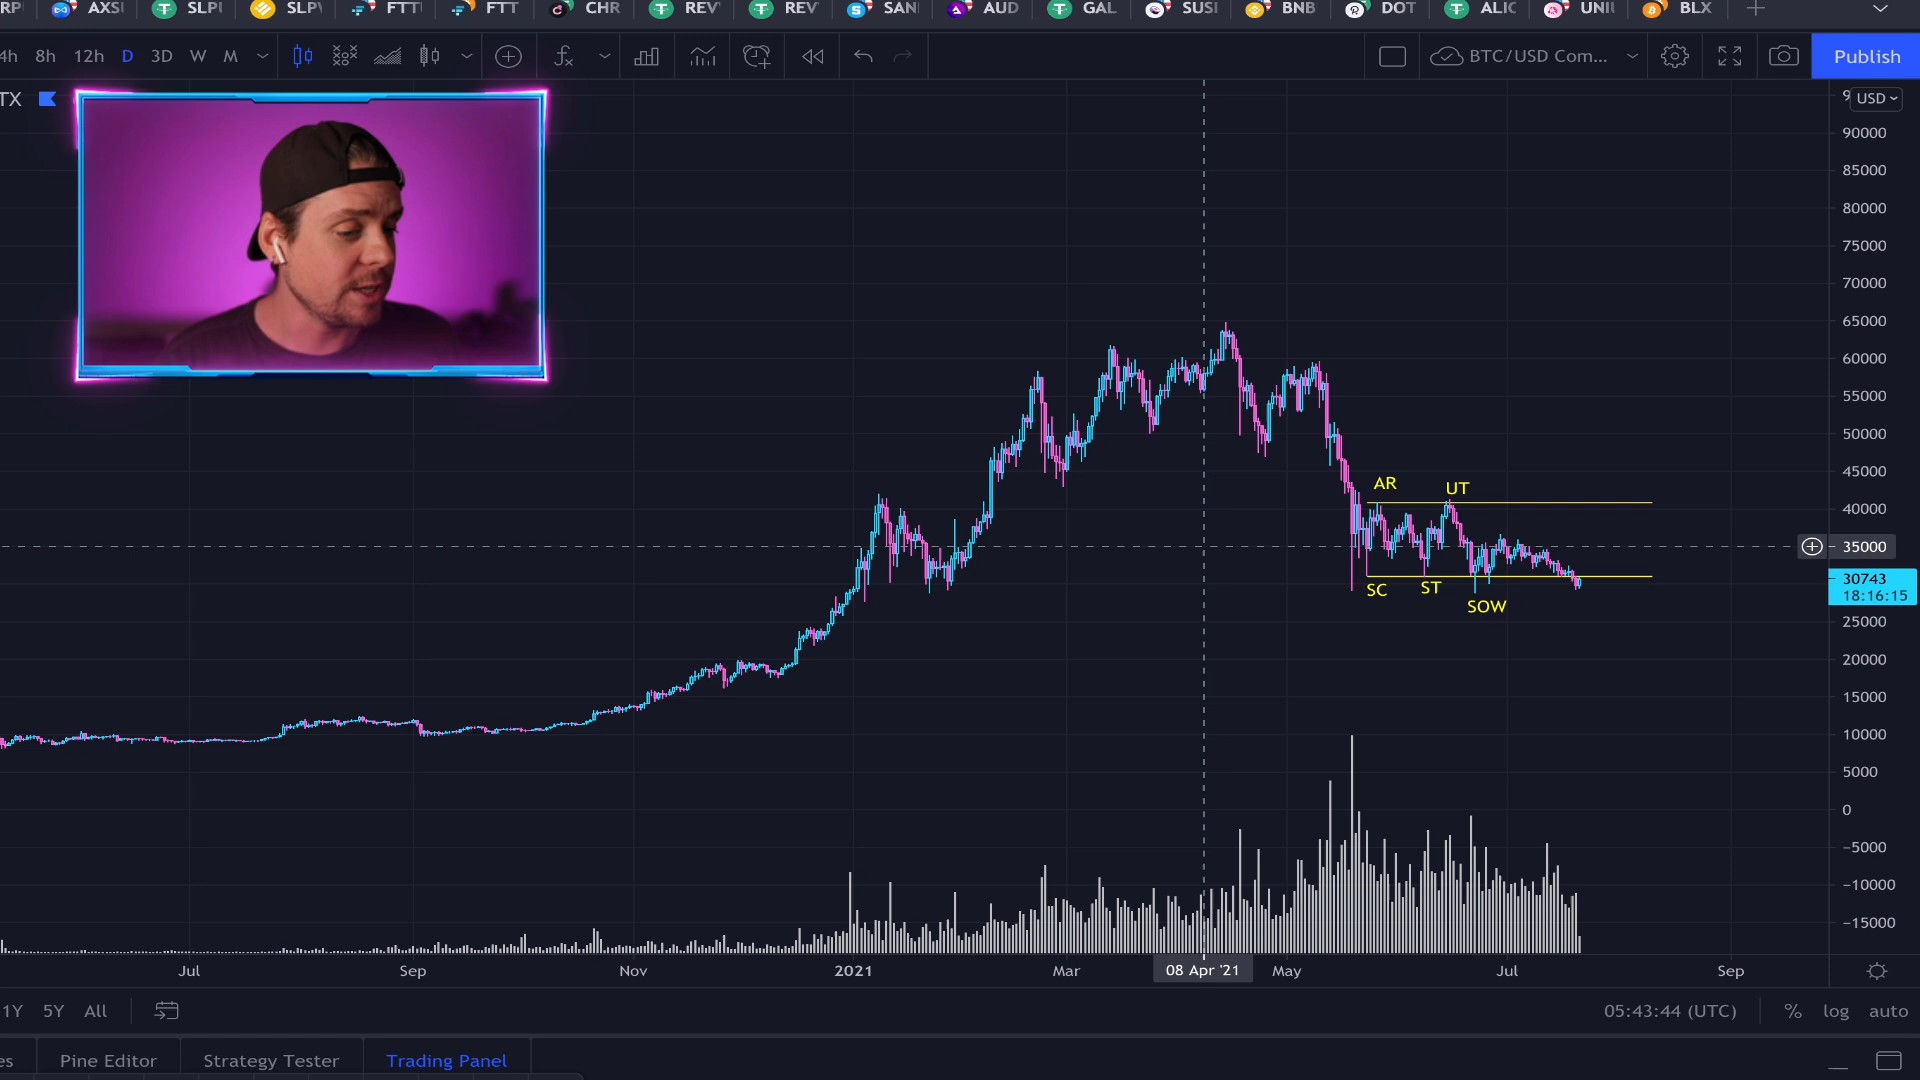 RP AXS SLP SLP FTT FTT CHR REV REV SAN AUD GAL SUSI BNB DOT ALIC UNI BLX
4h 8h 12h D 3D W M BTC/USD Com... Publish
TX
USD
90000
85000
80000
75000
70000
65000
60000
55000
50000
45000
AR
UT
40000
35000
30743
18:16:15
SC
ST
SOW
25000
20000
15000
10000
5000
0
−5000
−10000
−15000
Jul Sep Nov 2021 Mar 08 Apr '21 May Jul Sep
1Y 5Y All 05:43:44 (UTC) % log auto
es Pine Editor Strategy Tester Trading Panel